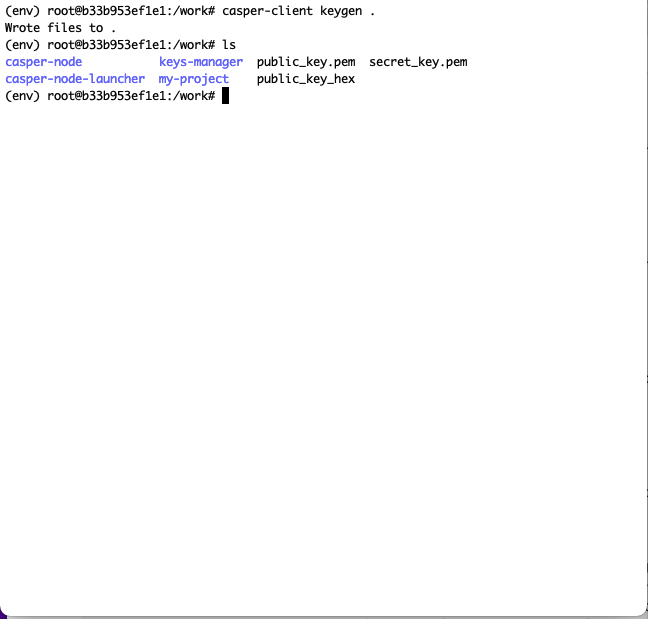 (env) root@b33b953ef1e1:/work# casper-client keygen .
Wrote files to .
(env) root@b33b953ef1e1:/work# ls
casper-node keys-manager public_key.pem secret_key.pem
casper-node-launcher my-project public_key_hex
(env) root@b33b953ef1e1:/work#